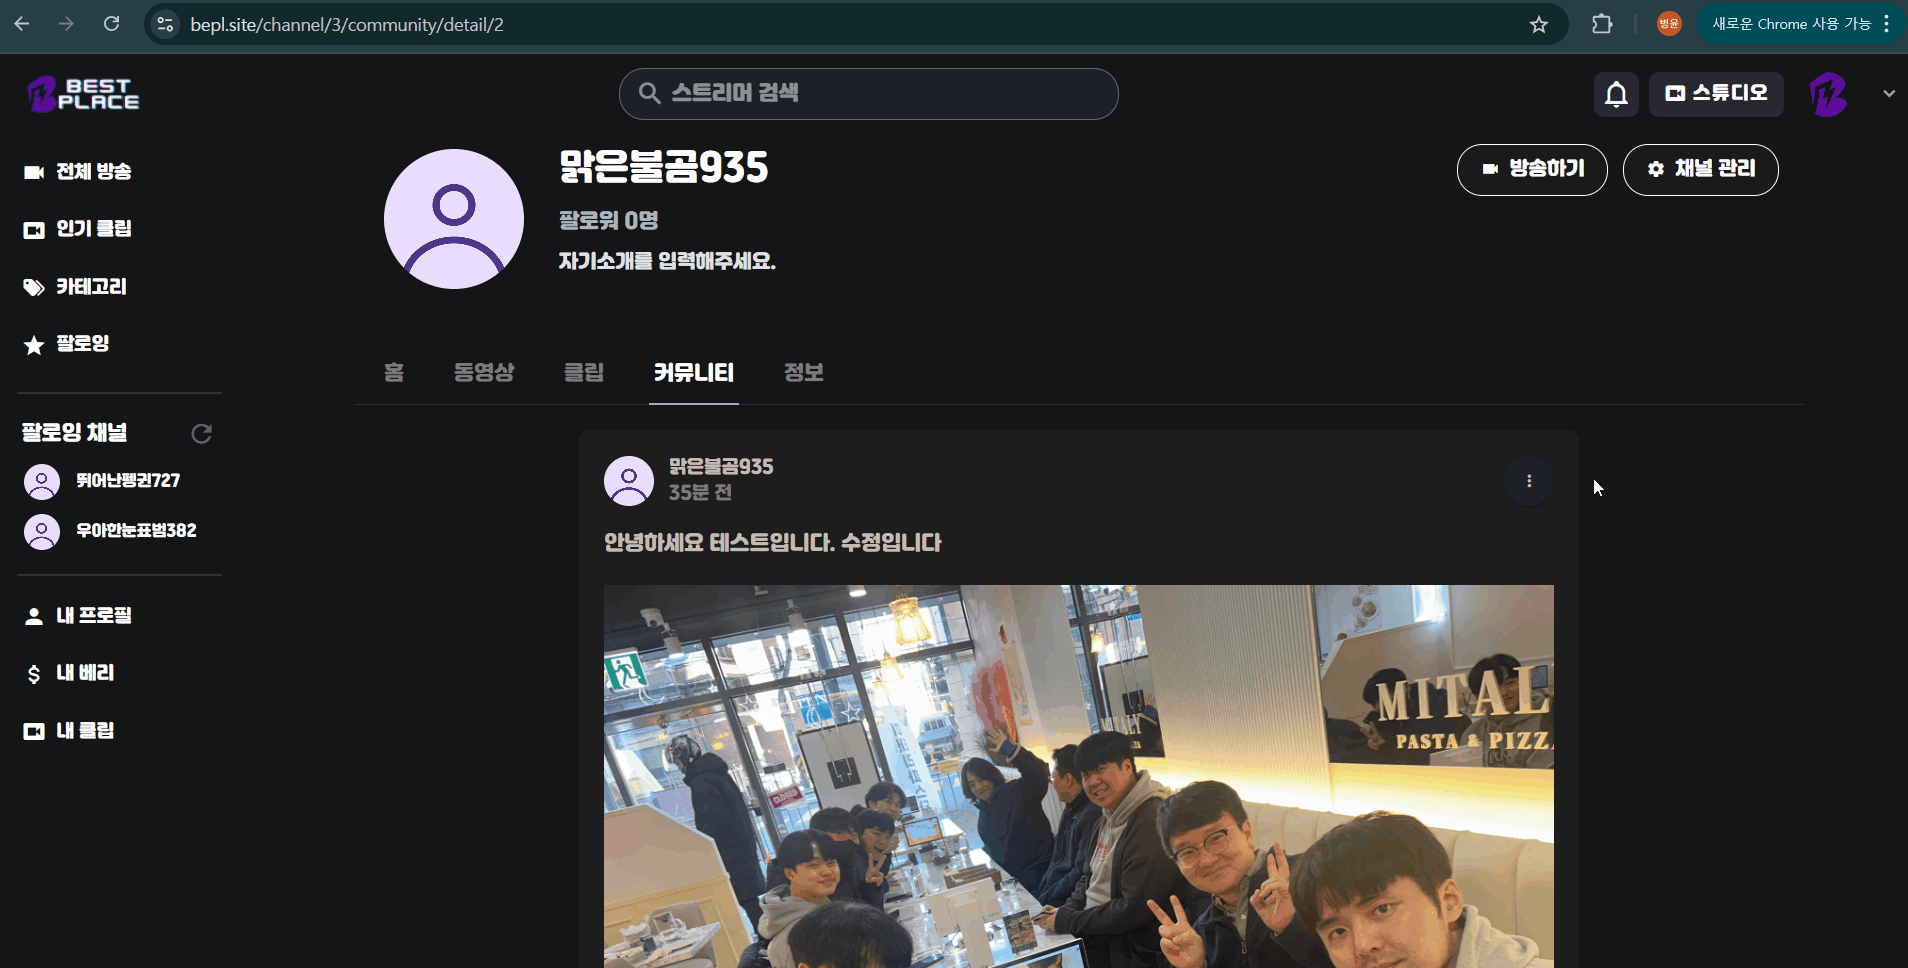 bepl.site/channel/3/community/detail/2
병윤
새로운 Chrome 사용 가능
BEST
PLACE
스트리머 검색
스튜디오
전체 방송
인기 클립
카테고리
팔로잉
팔로잉 채널
뛰어난펭귄727
우아한눈표범382
내 프로필
내 베리
내 클립
맑은불곰935
팔로워 0명
자기소개를 입력해주세요.
방송하기
채널 관리
홈
동영상
클립
커뮤니티
정보
맑은불곰935
35분 전
안녕하세요 테스트입니다. 수정입니다
MITAL
PASTA & PIZZ
CLOSED